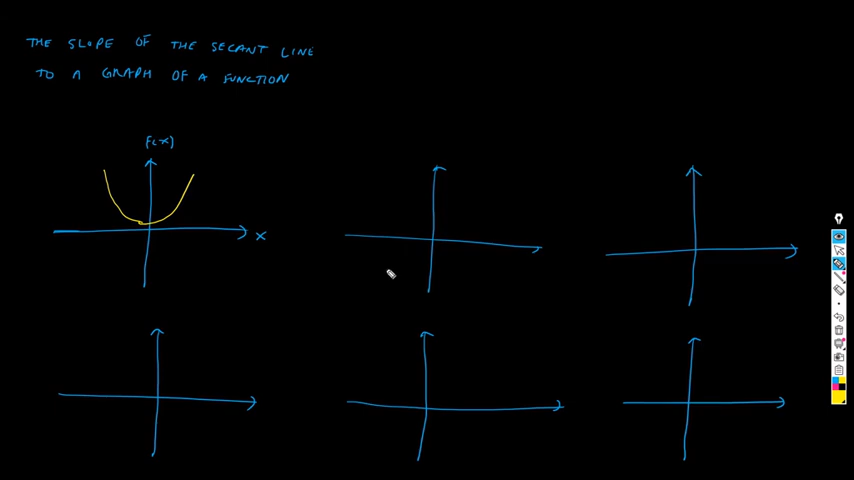 THE SLOPE OF THE SECANT LINE
TO A GRAPH OF A FUNCTION
F(x)
x